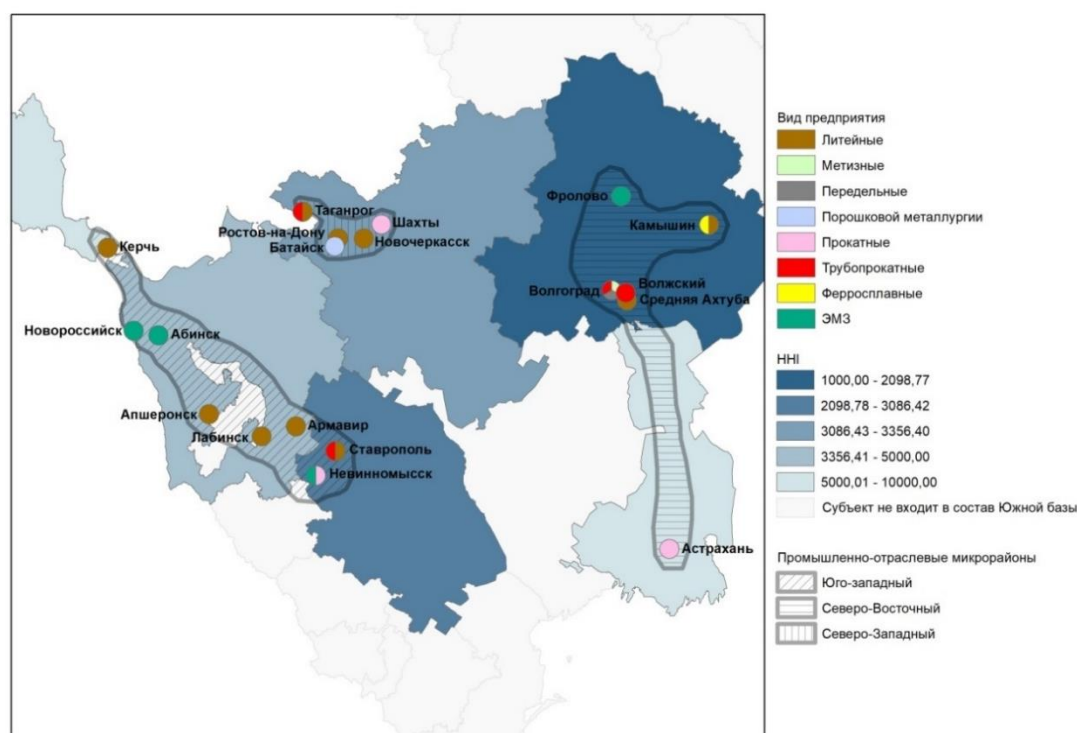 Фролово
Таганрог
Шахты
Камышин
Ростов-на-Дону
Батайск
Новочеркасск
Керчь
Волгоград
Волжский
Средняя Ахтуба
Новороссийск
Абинск
Апшеронск
Армавир
Лабинск
Ставрополь
Невинномысск
Астрахань
Вид предприятия
Литейные
Метизные
Передельные
Порошковой металлургии
Прокатные
Трубопрокатные
Ферросплавные
ЭМЗ
HHI
1000,00 - 2098,77
2098,78 - 3086,42
3086,43 - 3356,40
3356,41 - 5000,00
5000,01 - 10000,00
Субъект не входит в состав Южной базы
Промышленно-отраслевые микрорайоны
Юго-западный
Северо-Восточный
Северо-Западный